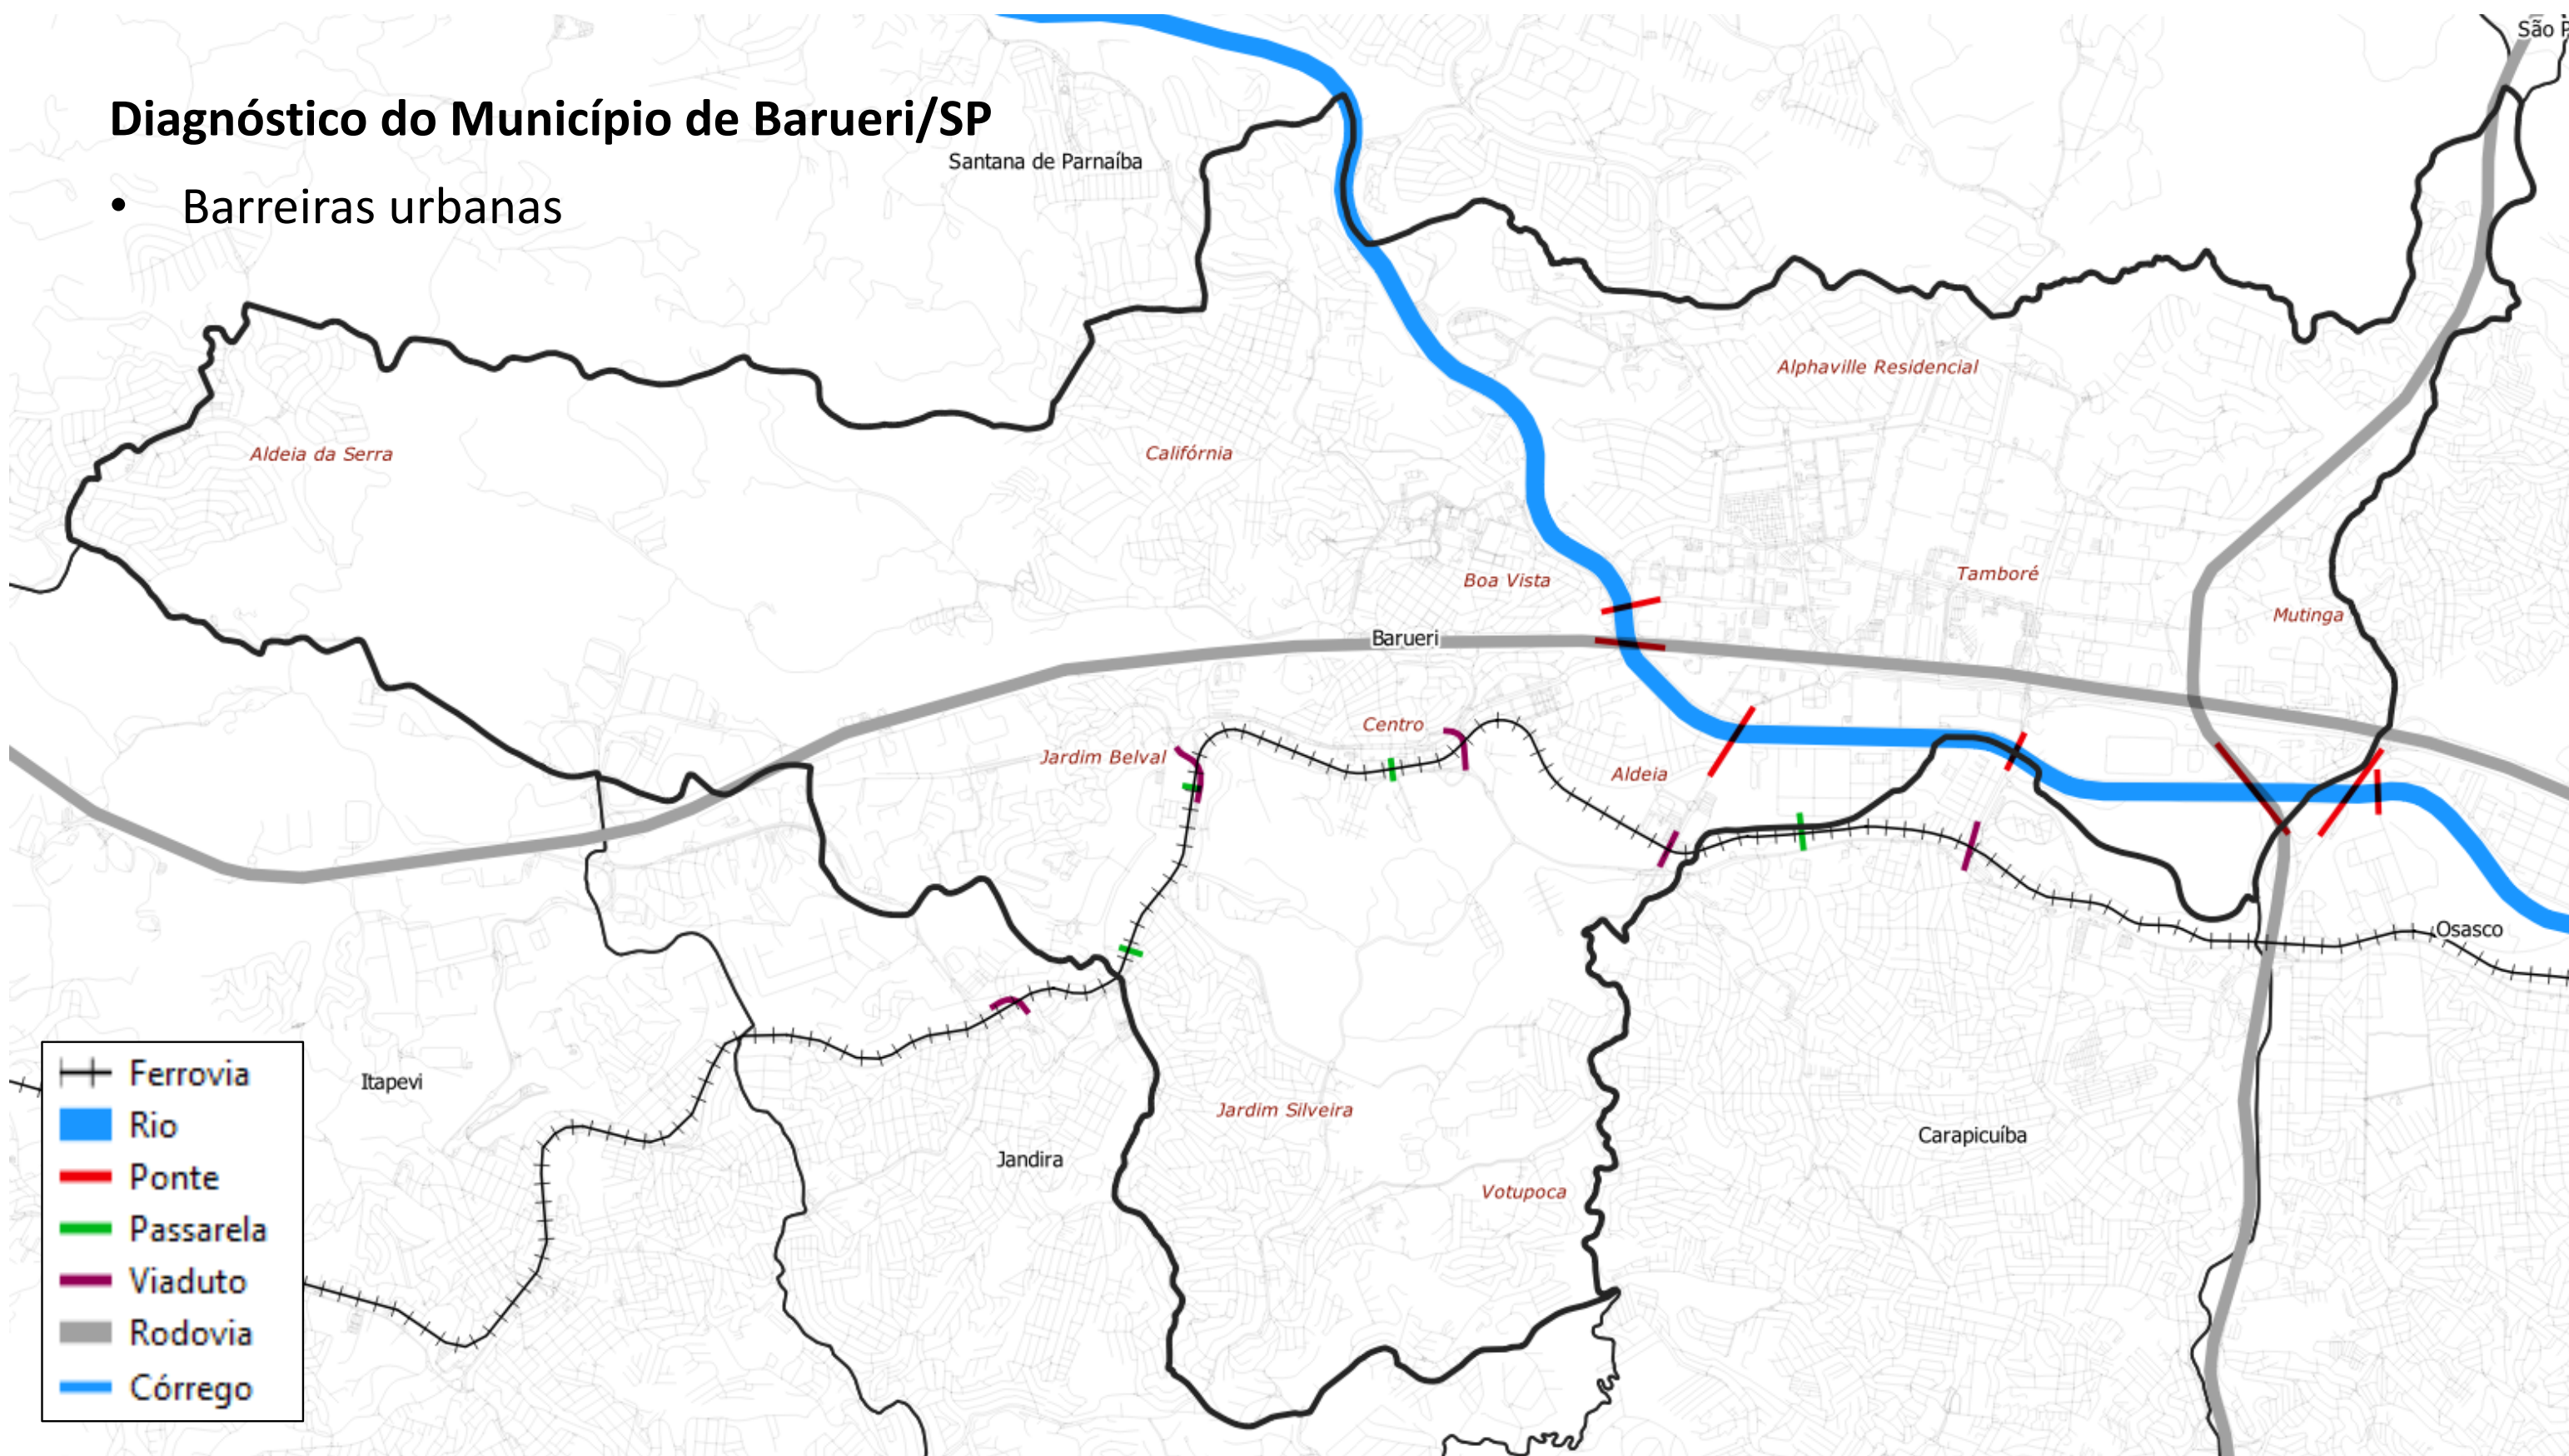 São P
Diagnóstico do Município de Barueri/SP
Santana de Parnaíba
• Barreiras urbanas
Alphaville Residencial
Aldeia da Serra
Califórnia
Boa Vista
Tamboré
Mutinga
Barueri
Centro
Jardim Belval
Aldeia
Osasco
Itapevi
Jardim Silveira
Carapicuíba
Jandira
Votupoca
Ferrovia
Rio
Ponte
Passarela
Viaduto
Rodovia
Córrego